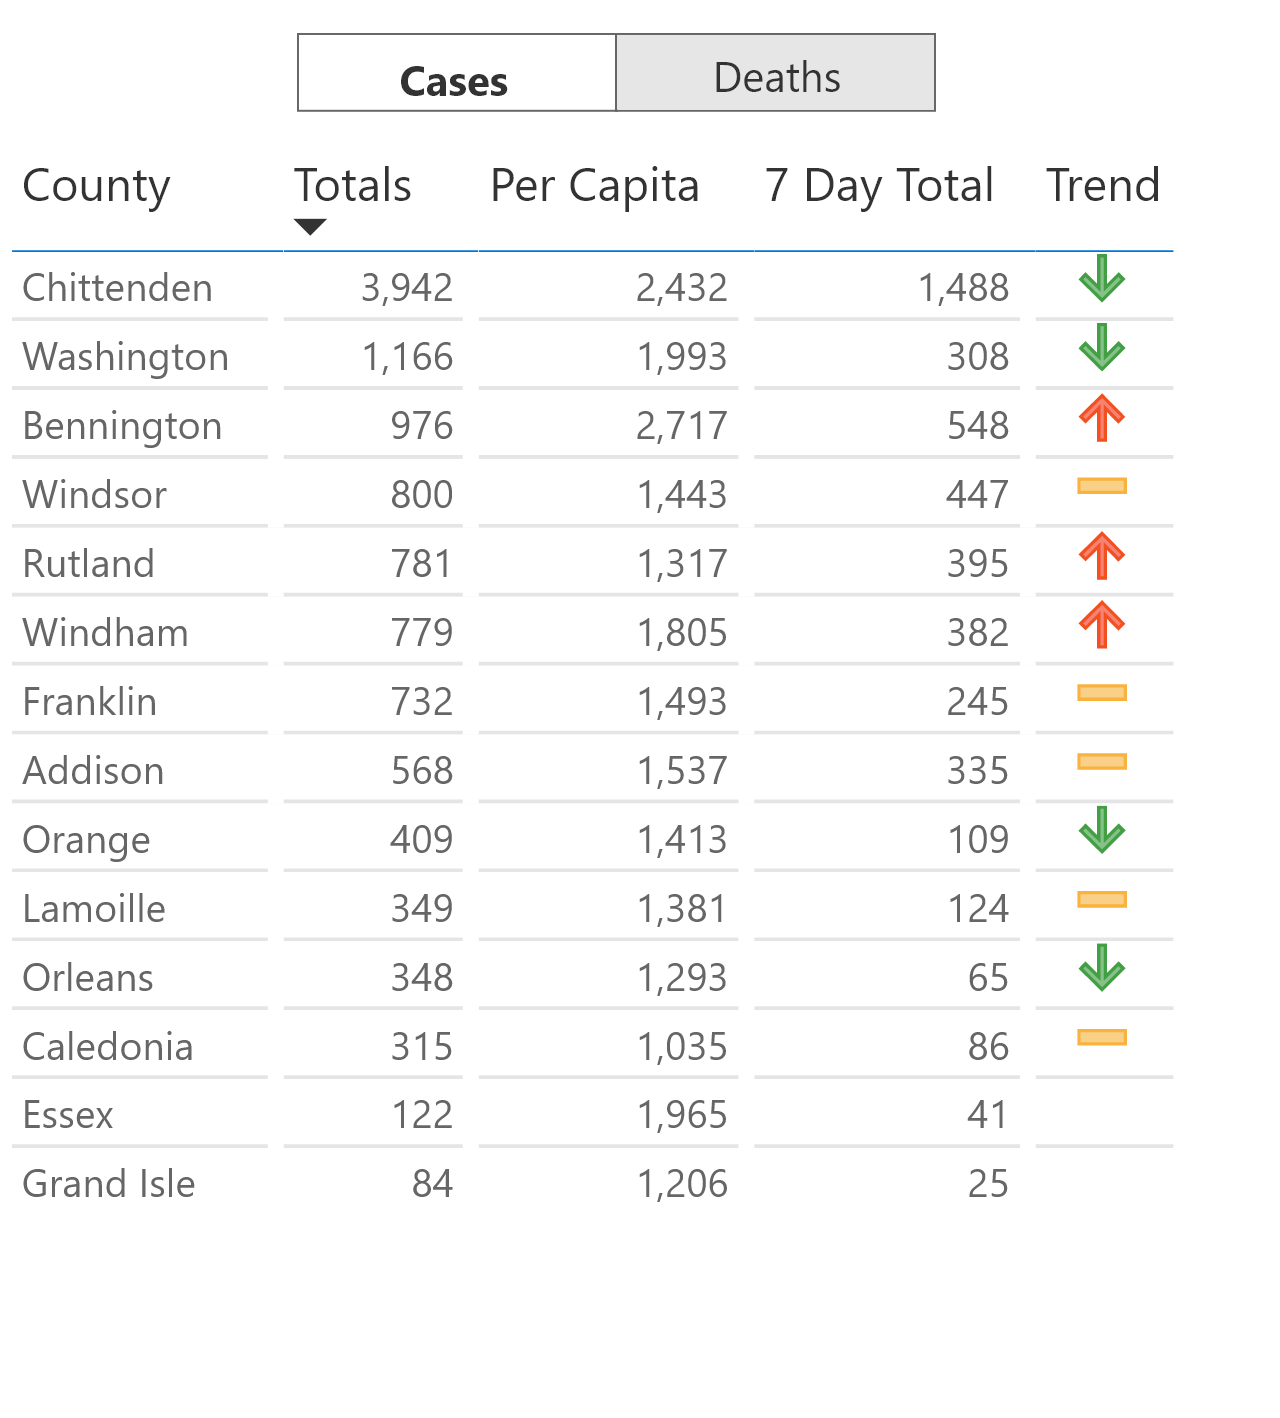 Cases Deaths
County Totals Per Capita 7 Day Total Trend
Chittenden 3,942 2,432 1,488
Washington 1,166 1,993 308
Bennington 976 2,717 548
Windsor 800 1,443 447
Rutland 781 1,317 395
Windham 779 1,805 382
Franklin 732 1,493 245
Addison 568 1,537 335
Orange 409 1,413 109
Lamoille 349 1,381 124
Orleans 348 1,293 65
Caledonia 315 1,035 86
Essex 122 1,965 41
Grand Isle 84 1,206 25